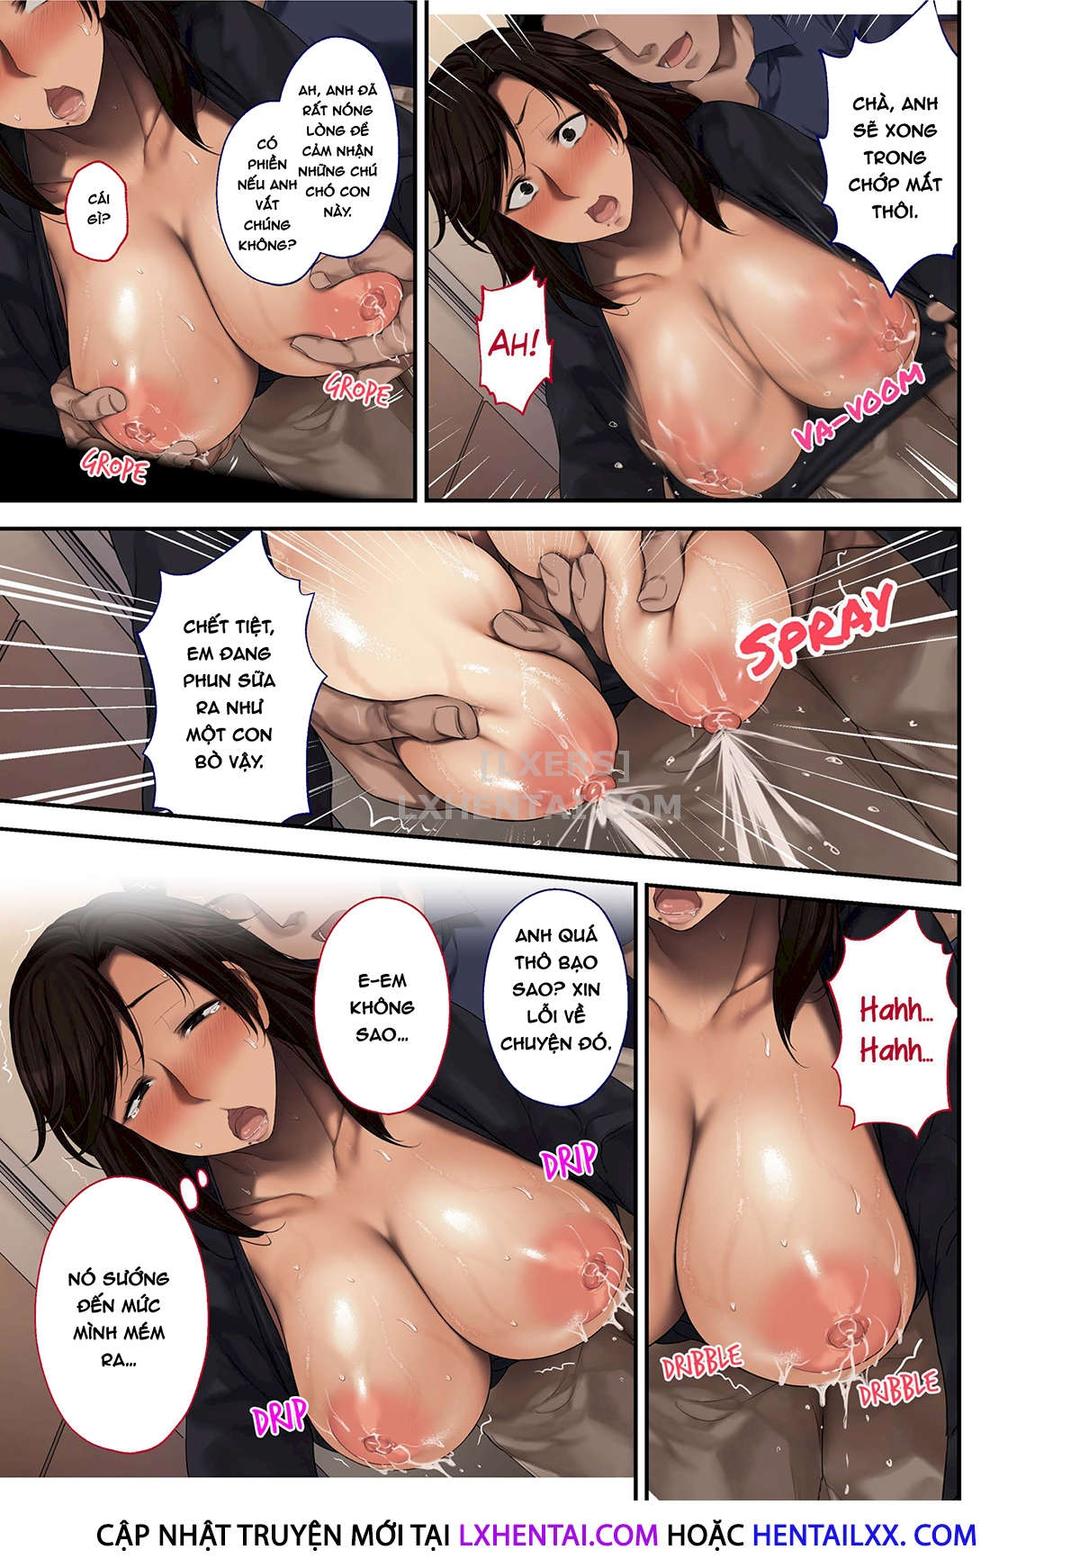 CHÀ, ANH
SẼ XONG
TRONG
CHỚP MẮT
THÔI.
AH!
VA-VOOM
AH, ANH ĐÃ
RẤT NÓNG
LÒNG ĐỂ
CẢM NHẬN
NHỮNG CHÚ
CHÓ CON
NÀY.
CÓ
PHIỀN
NẾU ANH
VẮT
CHÚNG
KHÔNG?
CÁI
GÌ?
GROPE
GROPE
SPRAY
CHẾT TIỆT,
EM ĐANG
PHUN SỮA
RA NHƯ
MỘT CON
BÒ VẬY.
[LXERS]
LXHENTAI.COM
Hahh...
Hahh...
DRIBBLE
DRIBBLE
ANH QUÁ
THÔ BẠO
SAO? XIN
LỖI VỀ
CHUYỆN ĐÓ.
E-EM
KHÔNG
SAO...
DRIP
NÓ SƯỚNG
ĐẾN MỨC
MÌNH MÉM
RA...
DRIP
CẬP NHẬT TRUYỆN MỚI TẠI LXHENTAI.COM HOẶC HENTAILXX. COM